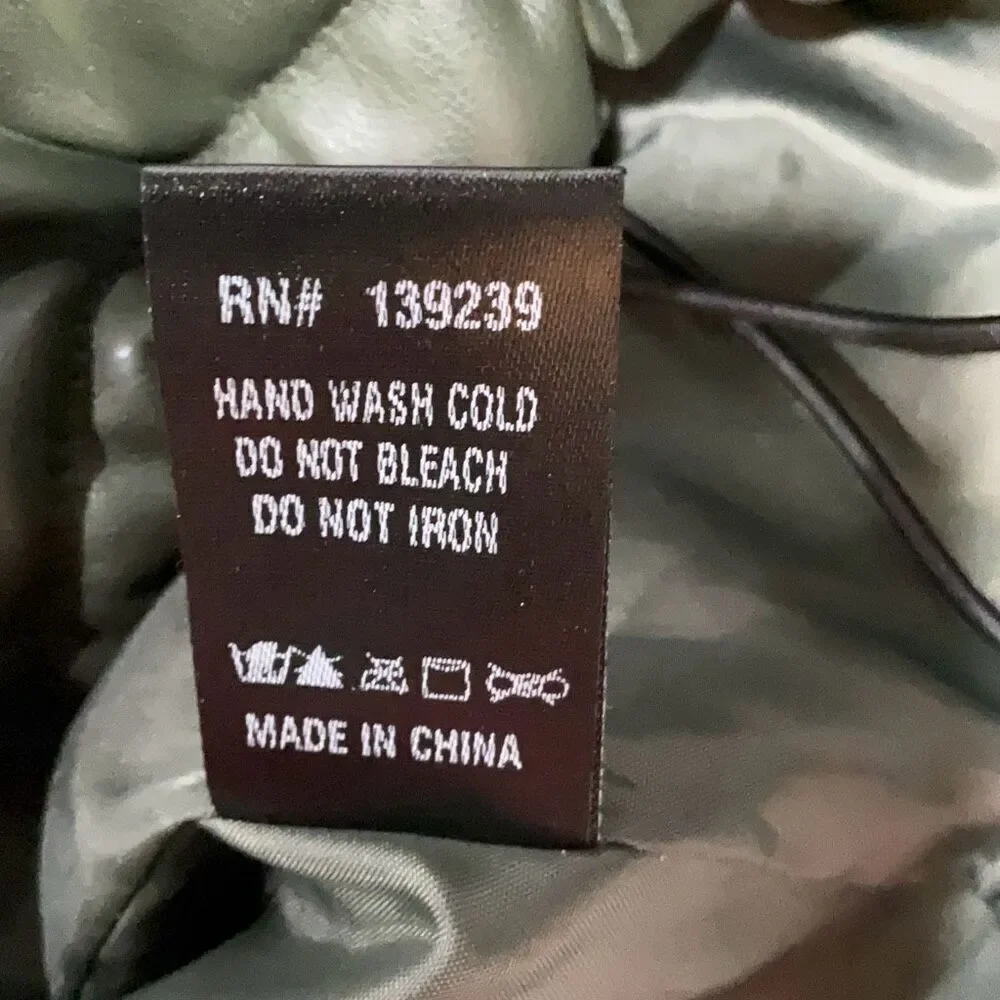 RN# 139239
HAND WASH COLD
DO NOT BLEACH
DO NOT IRON
MADE IN CHINA